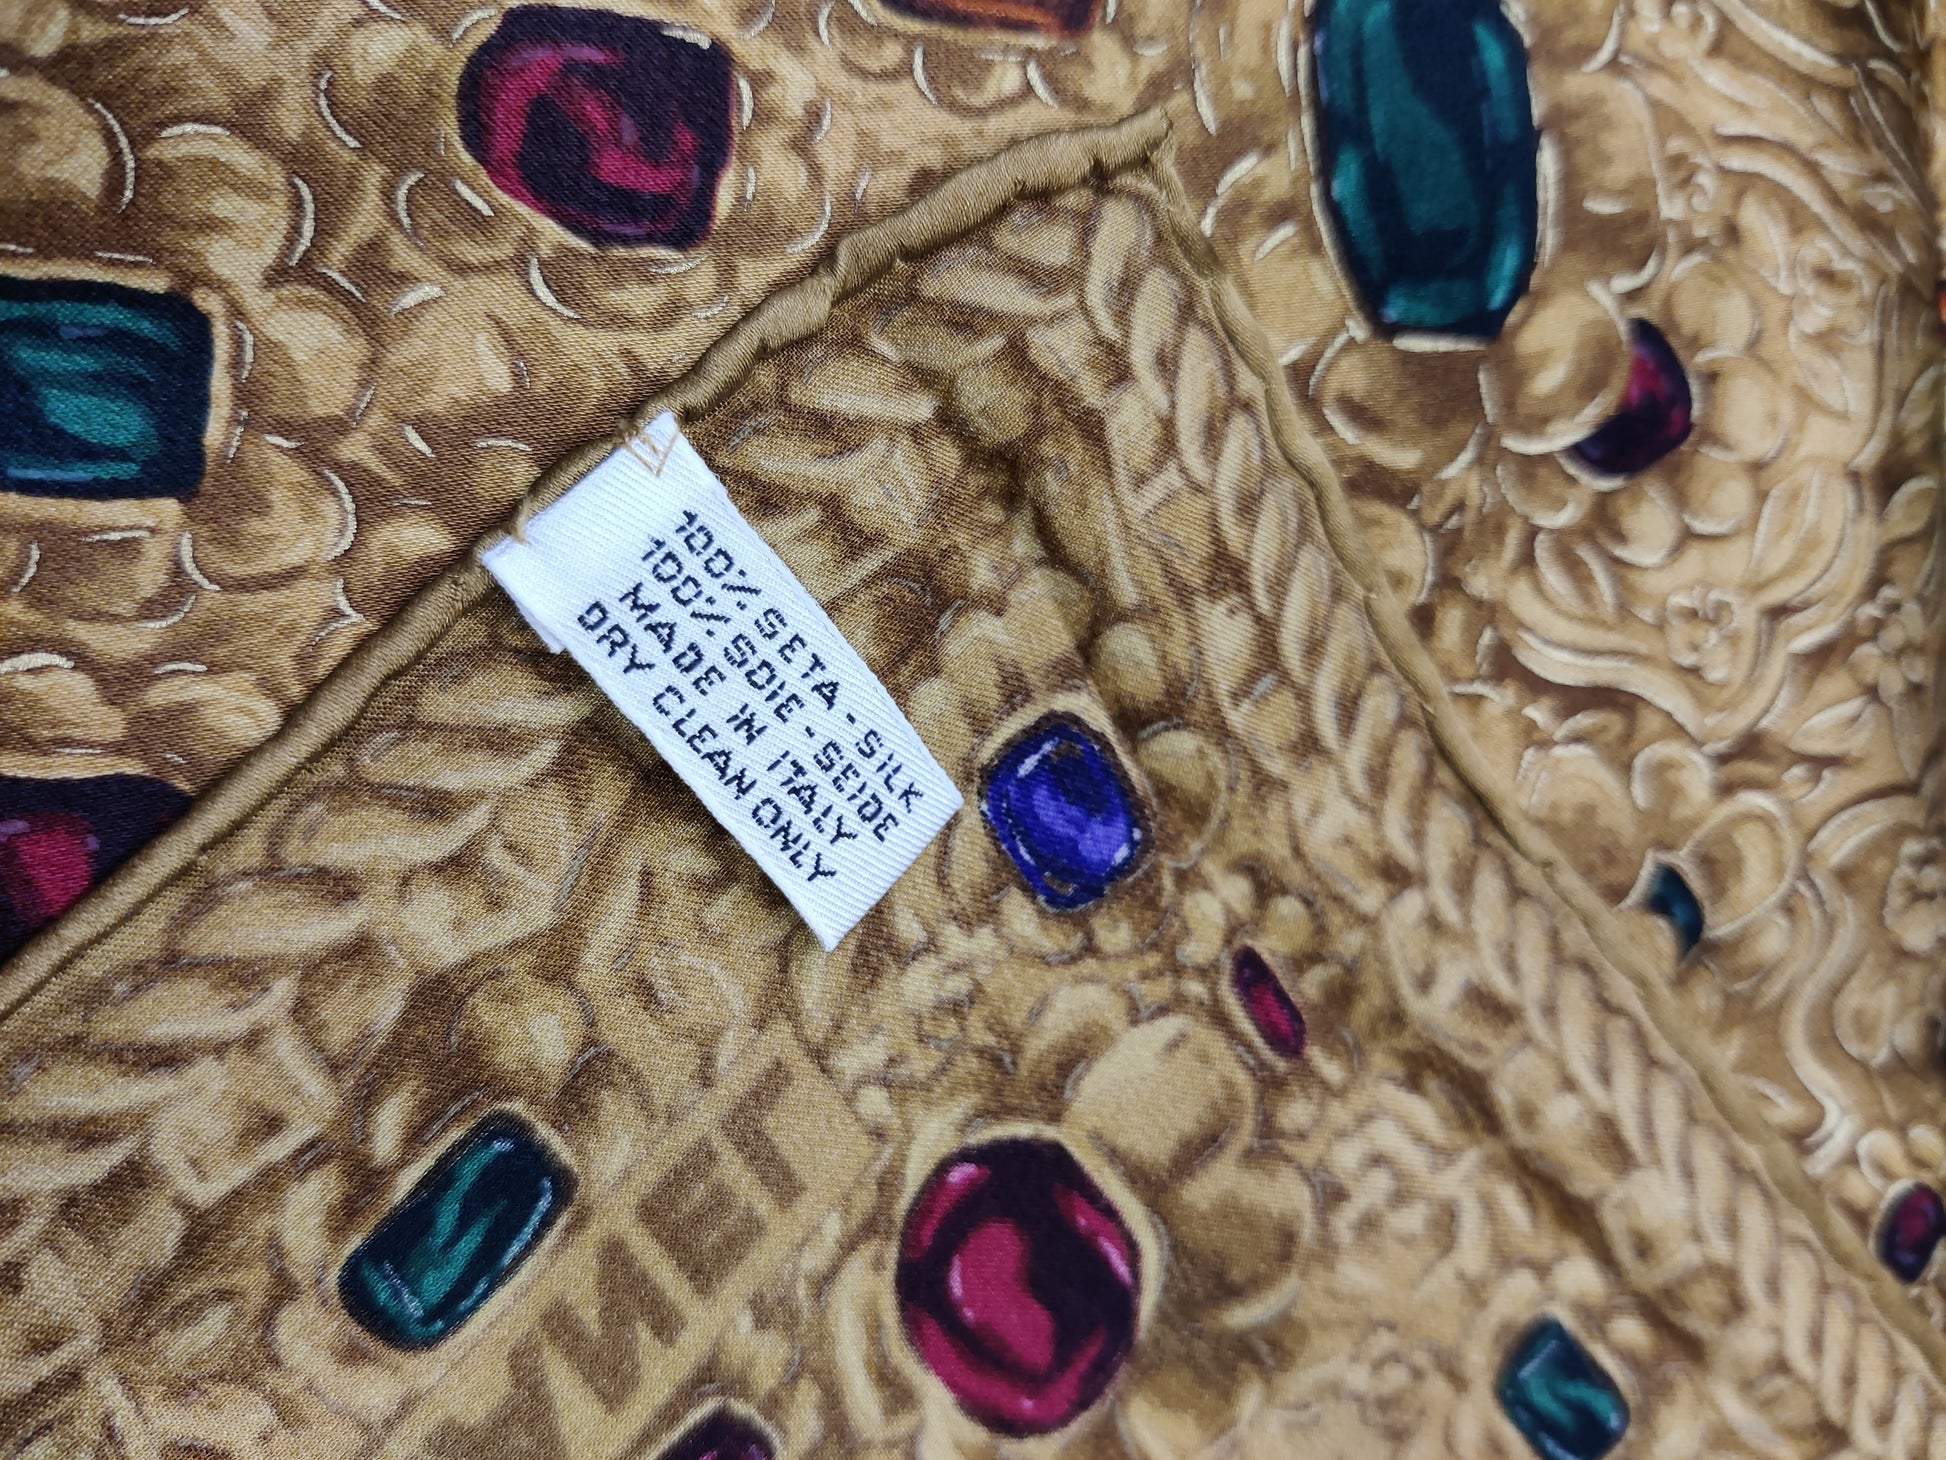 100% SETA - SILK
100% SOIE - SEIDE
MADE IN ITALY
DRY CLEAN ONLY